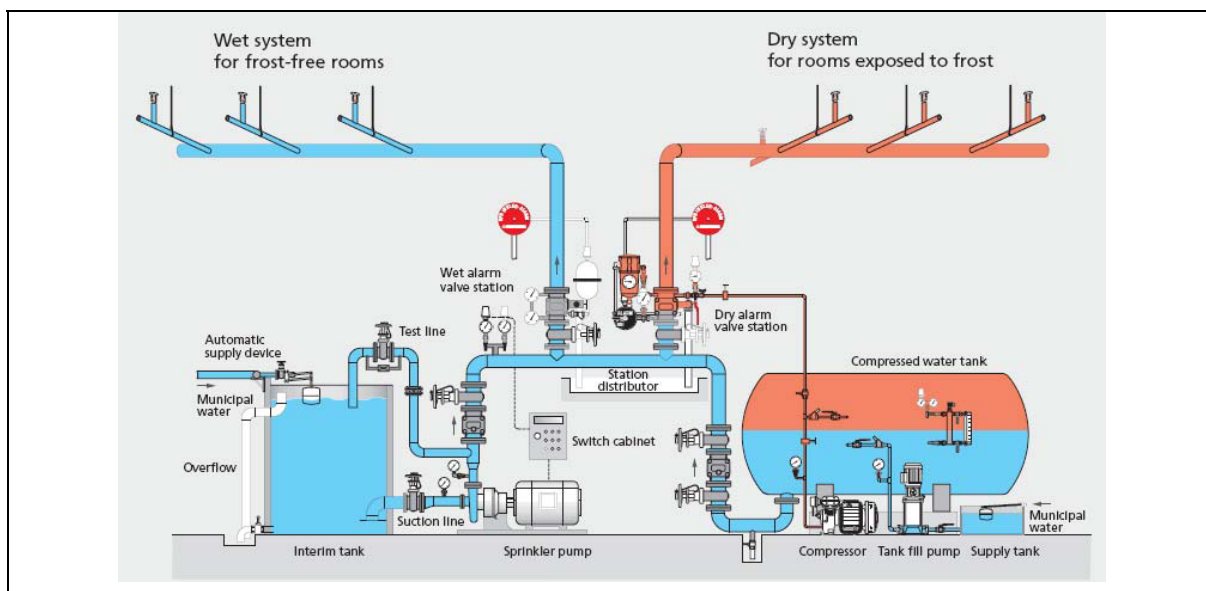 Wet system
for frost-free rooms
Dry system
for rooms exposed to frost
Wet alarm
valve station
Dry alarm
valve station
Test line
Automatic
supply device
Municipal
water
Station
distributor
Compressed water tank
Switch cabinet
Overflow
Suction line
Municipal
water
Interim tank
Sprinkler pump
Compressor
Tank fill pump
Supply tank